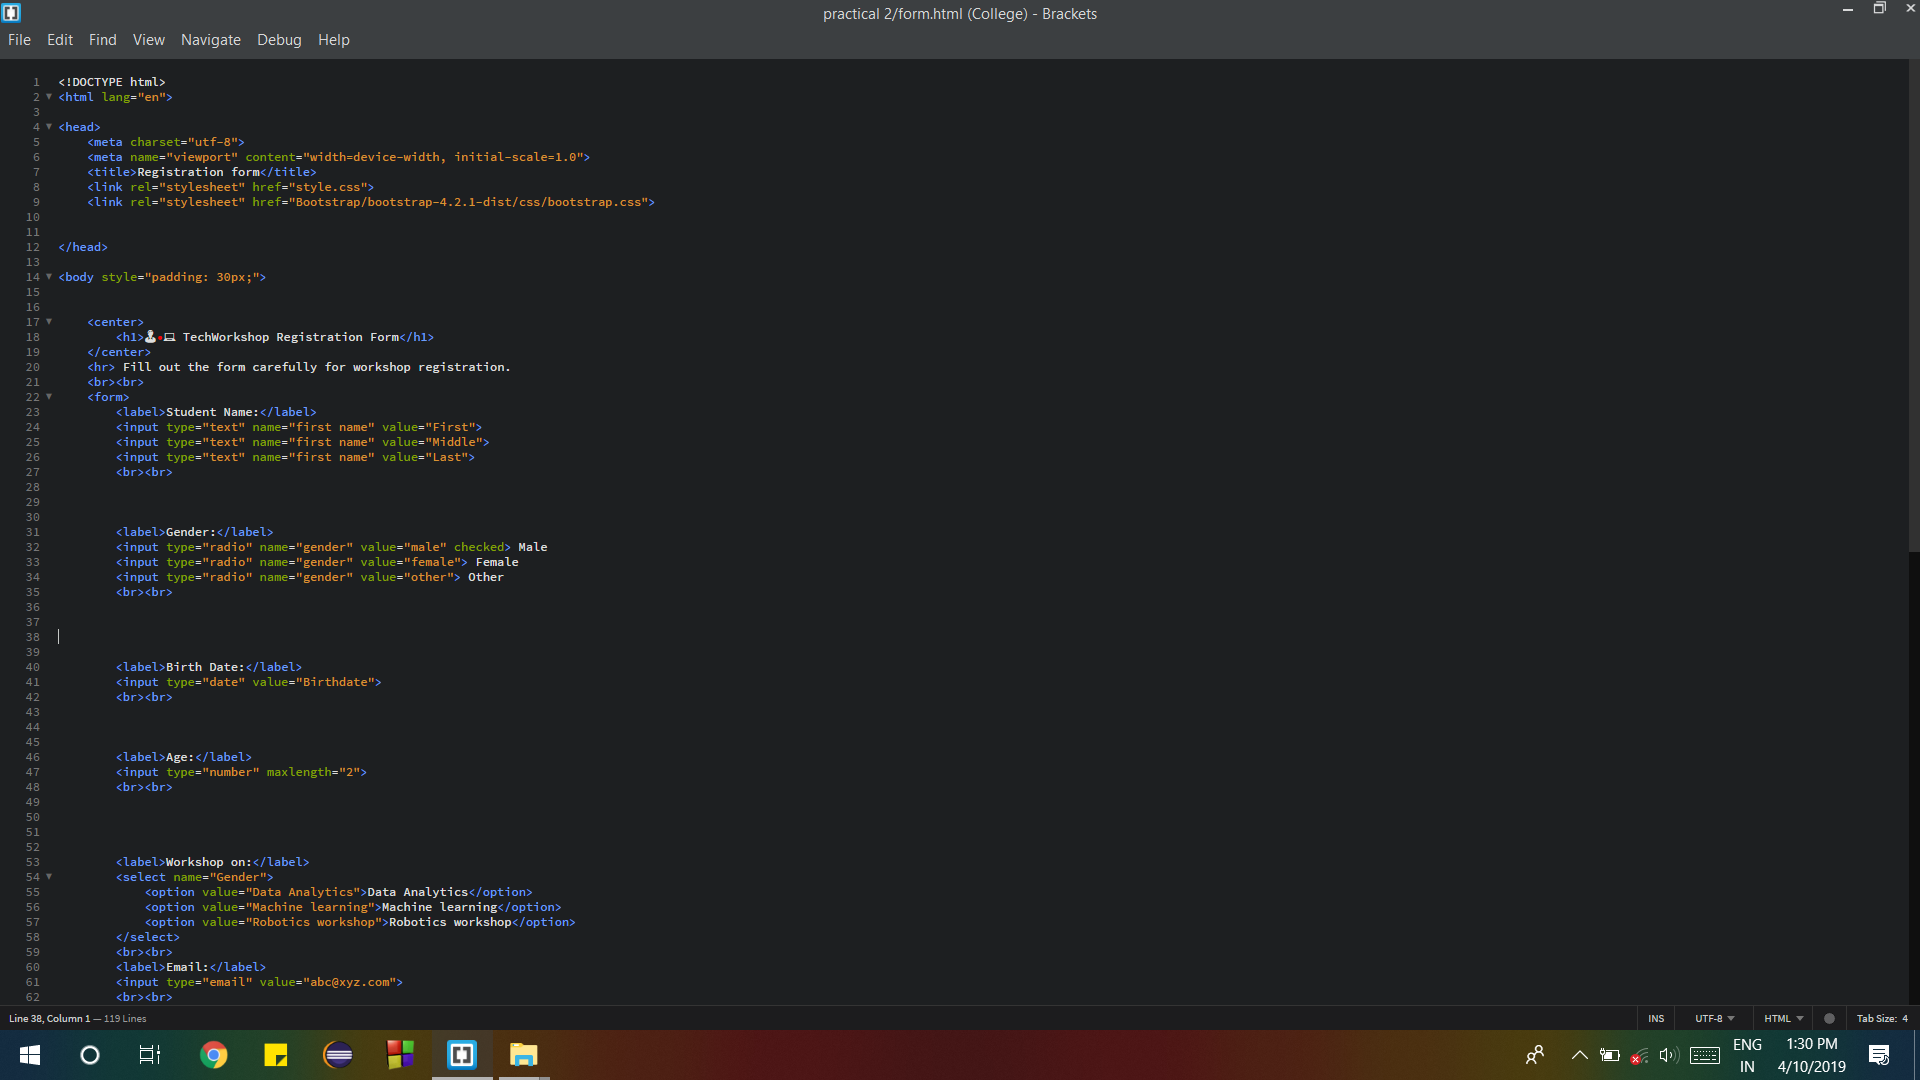 practical 2/form.html (College) - Brackets
File Edit Find View Navigate Debug Help
1 <!DOCTYPE html>
2 <html lang="en">
3
4 <head>
5 <meta charset="utf-8">
6 <meta name="viewport" content="width=device-width, initial-scale=1.0">
7 <title>Registration form</title>
8 <link rel="stylesheet" href="style.css">
9 <link rel="stylesheet" href="Bootstrap/bootstrap-4.2.1-dist/css/bootstrap.css">
10
11
12 </head>
13
14 <body style="padding: 30px;">
15
16
17 <center>
18 <h1> TechWorkshop Registration Form</h1>
19 </center>
20 <hr> Fill out the form carefully for workshop registration.
21 <br><br>
22 <form>
23 <label>Student Name:</label>
24 <input type="text" name="first name" value="First">
25 <input type="text" name="first name" value="Middle">
26 <input type="text" name="first name" value="Last">
27 <br><br>
28
29
30
31 <label>Gender:</label>
32 <input type="radio" name="gender" value="male" checked> Male
33 <input type="radio" name="gender" value="female"> Female
34 <input type="radio" name="gender" value="other"> Other
35 <br><br>
36
37
38
39
40 <label>Birth Date:</label>
41 <input type="date" value="Birthdate">
42 <br><br>
43
44
45
46 <label>Age:</label>
47 <input type="number" maxlength="2">
48 <br><br>
49
50
51
52
53 <label>Workshop on:</label>
54 <select name="Gender">
55 <option value="Data Analytics">Data Analytics</option>
56 <option value="Machine learning">Machine learning</option>
57 <option value="Robotics workshop">Robotics workshop</option>
58 </select>
59 <br><br>
60 <label>Email:</label>
61 <input type="email" value="abc@xyz.com">
62 <br><br>
Line 38, Column 1 — 119 Lines
INS UTF-8 HTML Tab Size: 4
ENG 1:30 PM
IN 4/10/2019